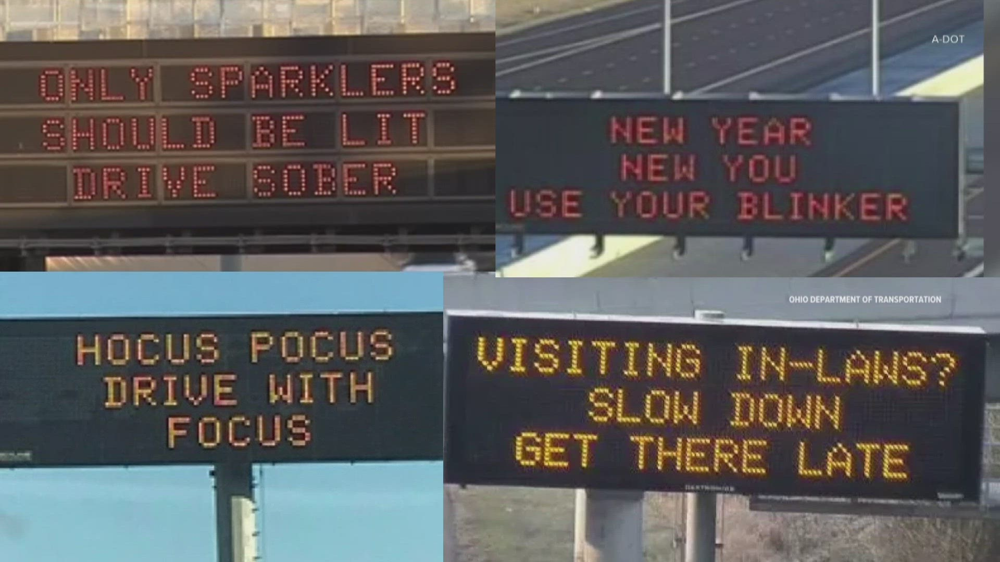 ONLY SPARKLERS
SHOULD BE LIT
DRIVE SOBER
A-DOT
NEW YEAR
NEW YOU
USE YOUR BLINKER
HOCUS POCUS
DRIVE WITH
FOCUS
OHIO DEPARTMENT OF TRANSPORTATION
VISITING IN-LAWS?
SLOW DOWN
GET THERE LATE
DAKTRONICS